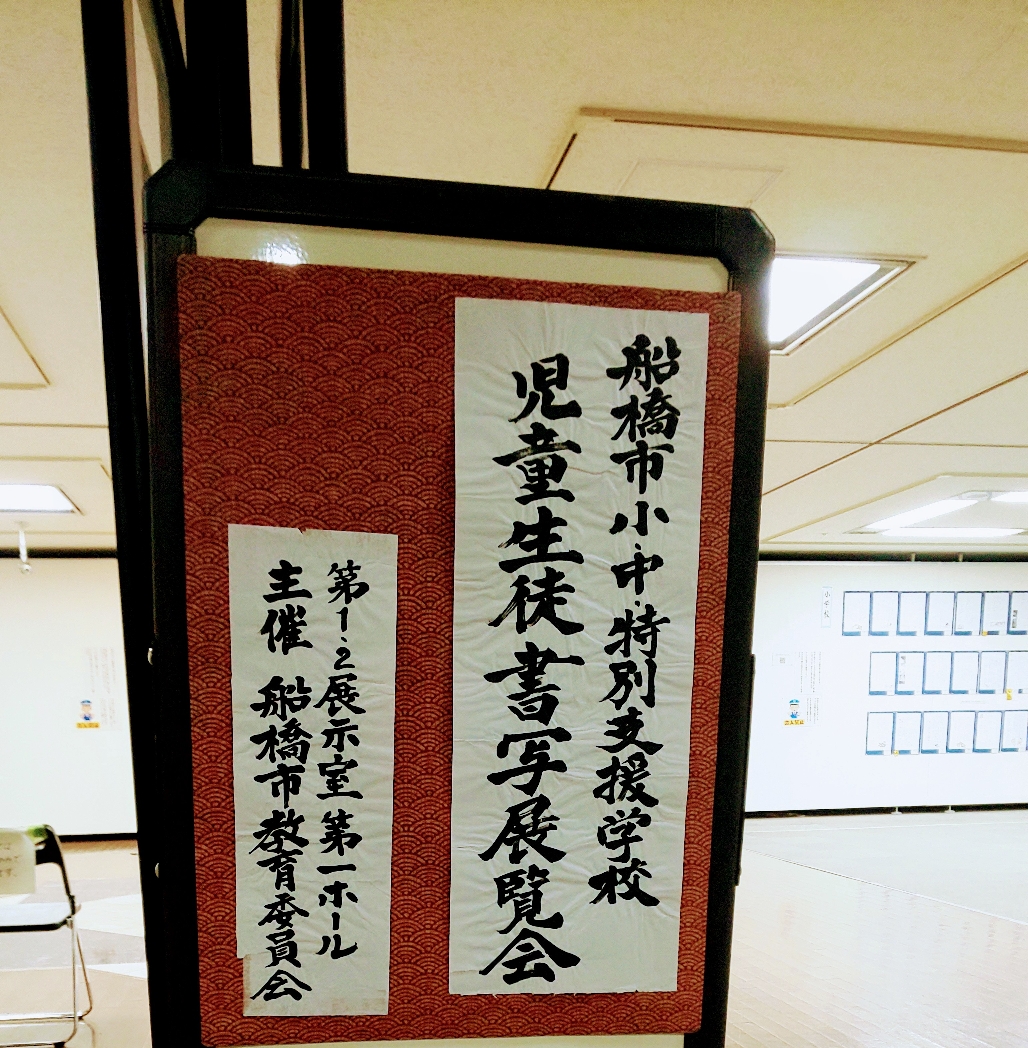 船橋市小・中・特別支援学校
児童生徒書写展覧会
第1・2展示室 第一ホール
主催 船橋市教育委員会